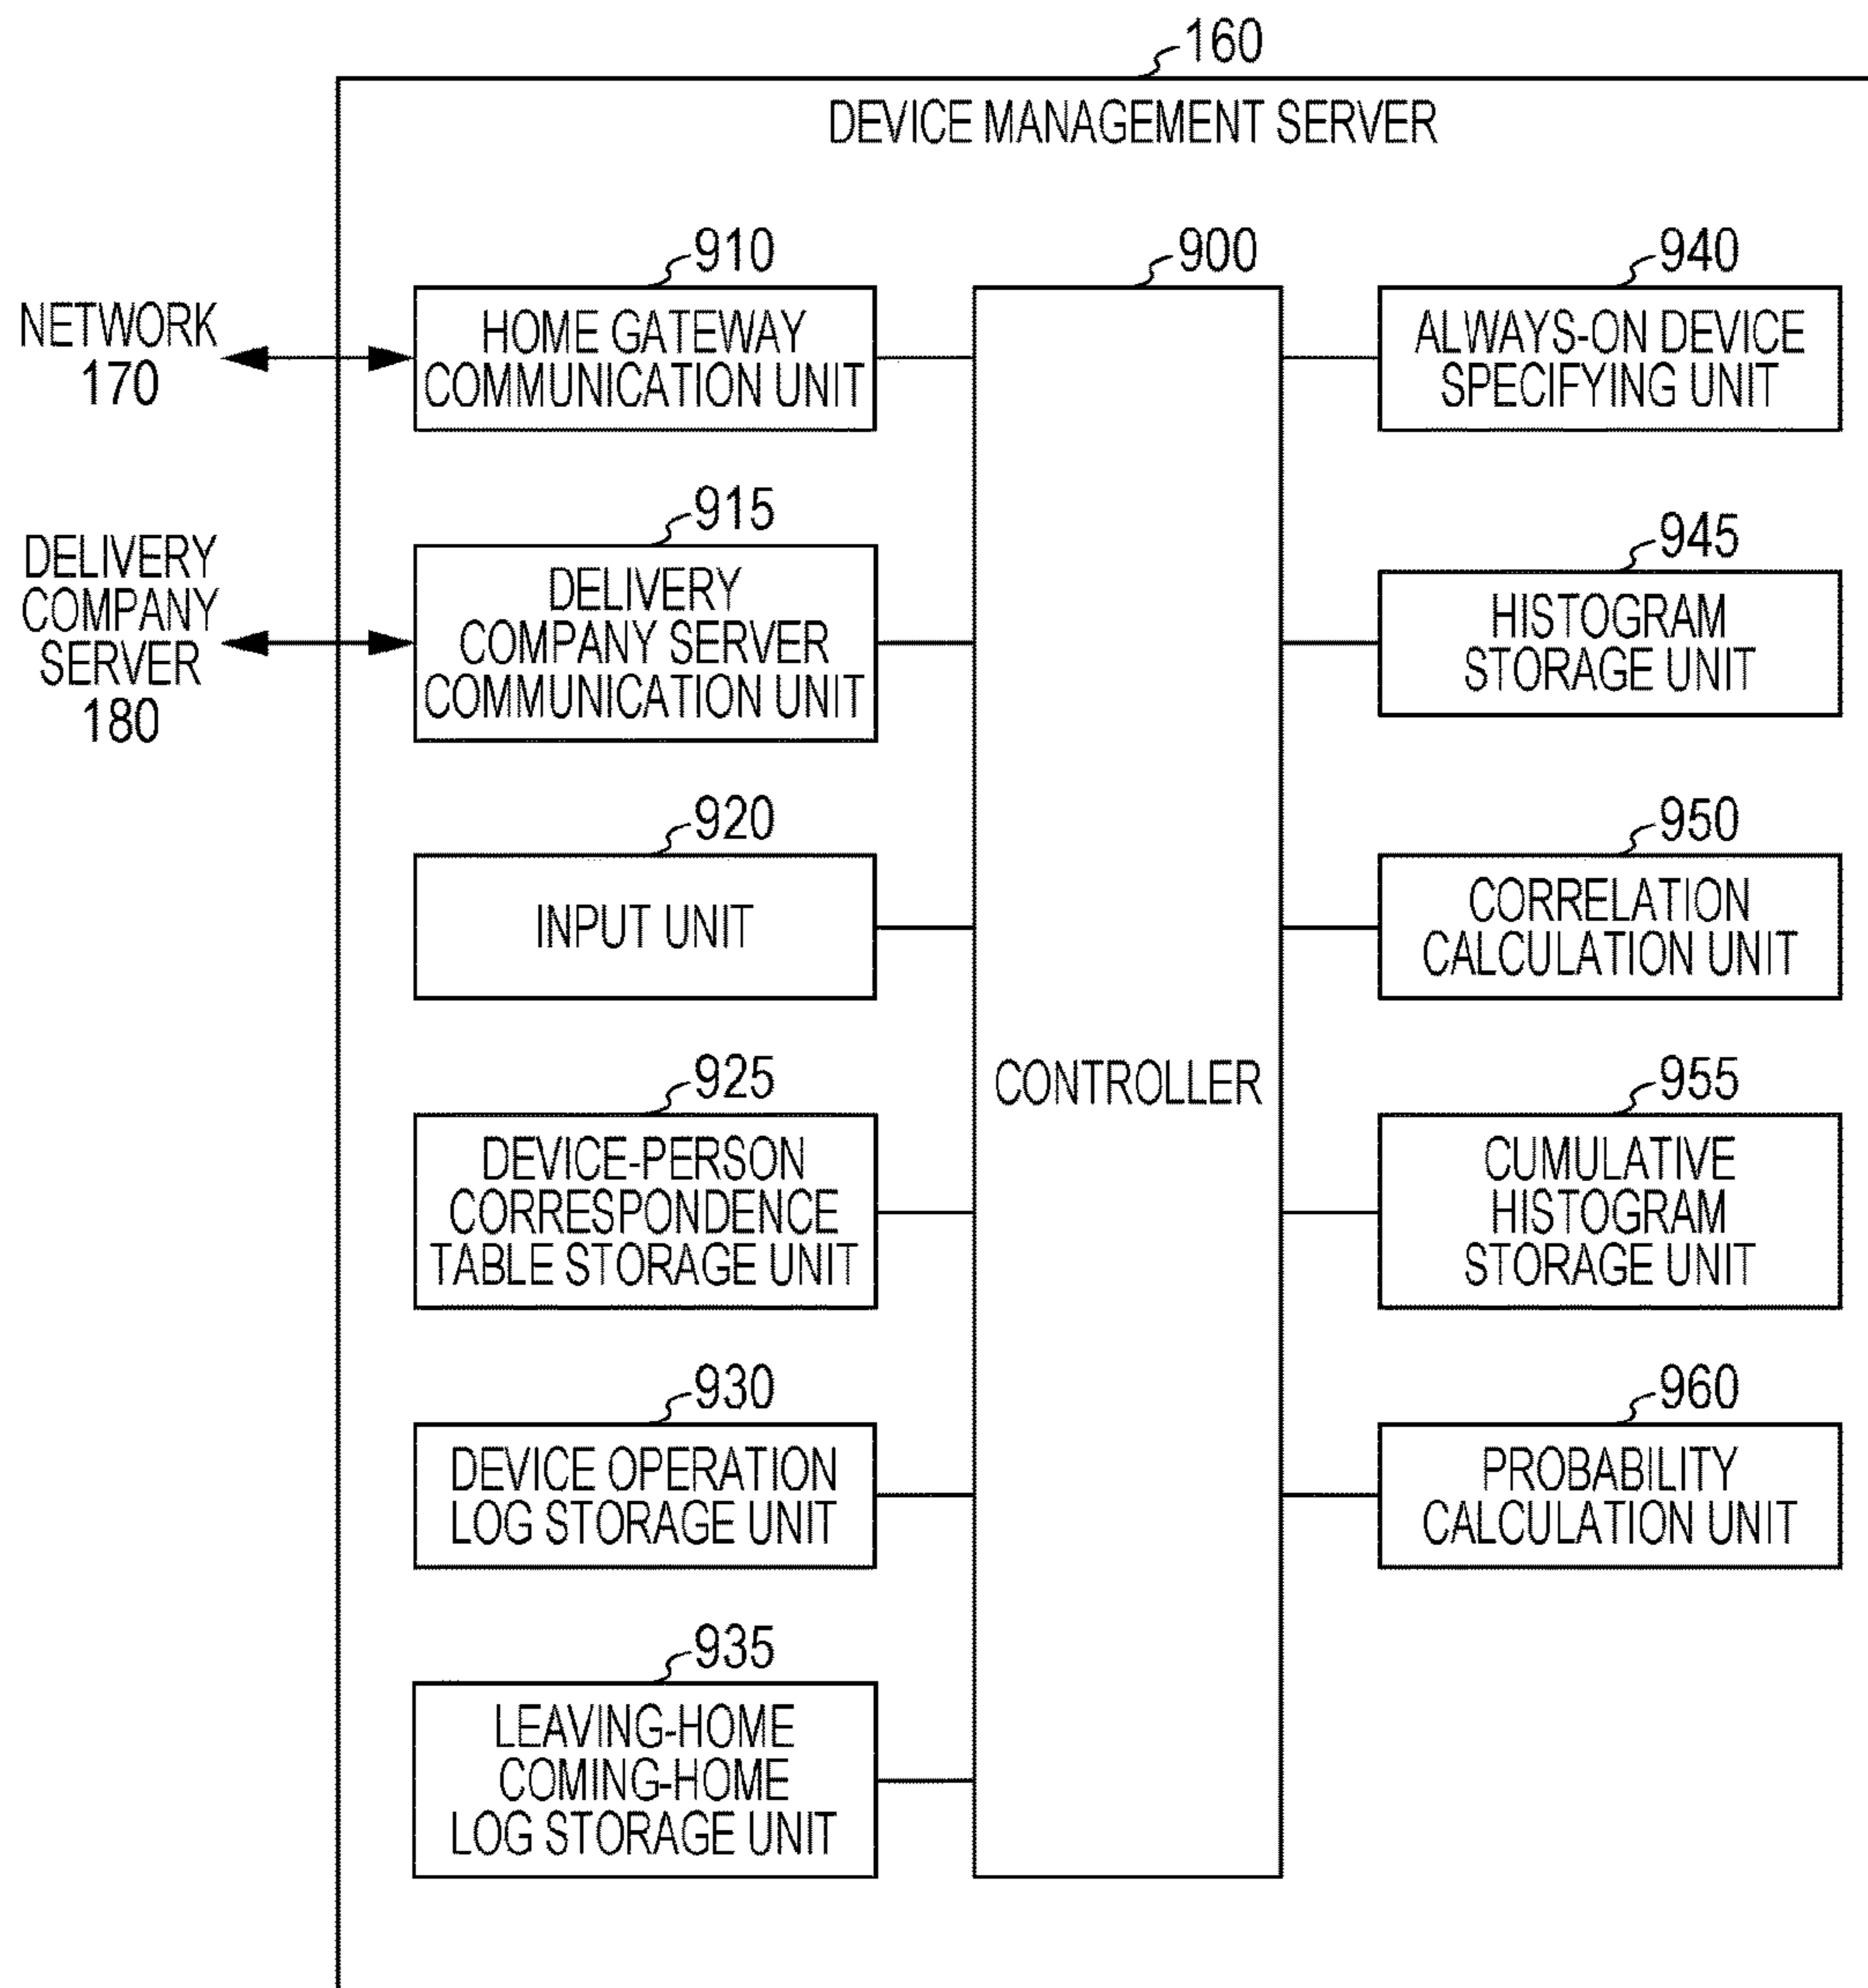 160
DEVICE MANAGEMENT SERVER
NETWORK
170
DELIVERY
COMPANY
SERVER
180
910
HOME GATEWAY
COMMUNICATION UNIT
915
DELIVERY
COMPANY SERVER
COMMUNICATION UNIT
920
INPUT UNIT
925
DEVICE-PERSON
CORRESPONDENCE
TABLE STORAGE UNIT
930
DEVICE OPERATION
LOG STORAGE UNIT
935
LEAVING-HOME
COMING-HOME
LOG STORAGE UNIT
900
CONTROLLER
940
ALWAYS-ON DEVICE
SPECIFYING UNIT
945
HISTOGRAM
STORAGE UNIT
950
CORRELATION
CALCULATION UNIT
955
CUMULATIVE
HISTOGRAM
STORAGE UNIT
960
PROBABILITY
CALCULATION UNIT